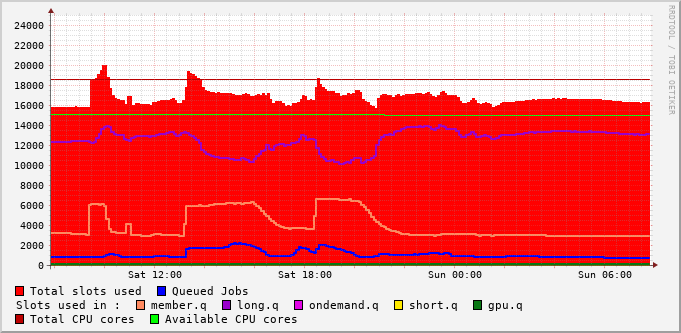 RRDTOOL / TOBI OETIKER
24000
22000
20000
18000
16000
14000
12000
10000
8000
6000
4000
2000
0
Sat 12:00 Sat 18:00 Sun 00:00 Sun 06:00
Total slots used Queued Jobs
Slots used in : member.q long.q ondemand.q short.q gpu.q
Total CPU cores Available CPU cores